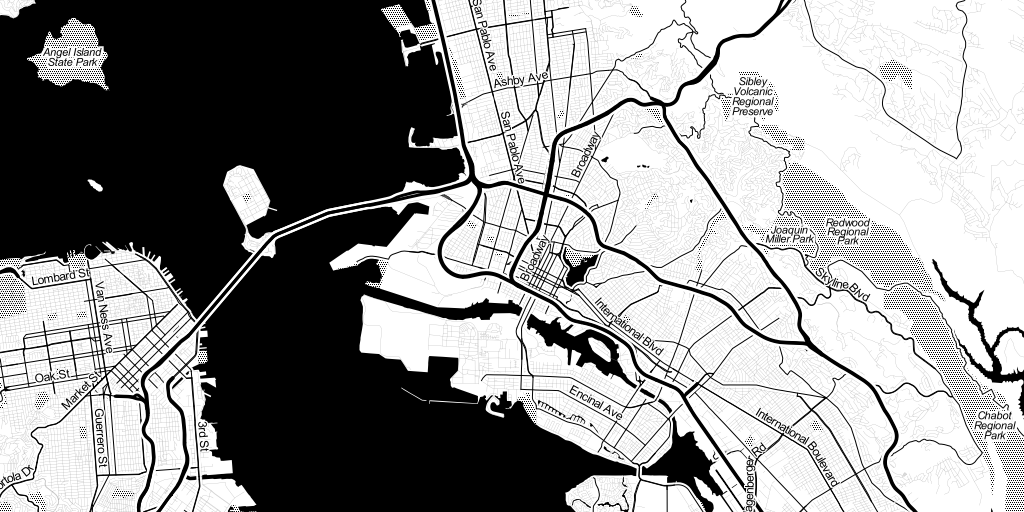 San Pablo Ave
Angel Island
State Park
Ashby Ave
Sibley
Volcanic
Regional
Preserve
San Pablo Ave
Broadway
Redwood
Regional
Park
Joaquin
Miller Park
Broadway
Skyline Blvd
Lombard St
Van Ness Ave
International Blvd
Oak St
Market St
Encinal Ave
Guerrero St
3rd St
International Boulevard
Chabot
Regional
Park
Rd